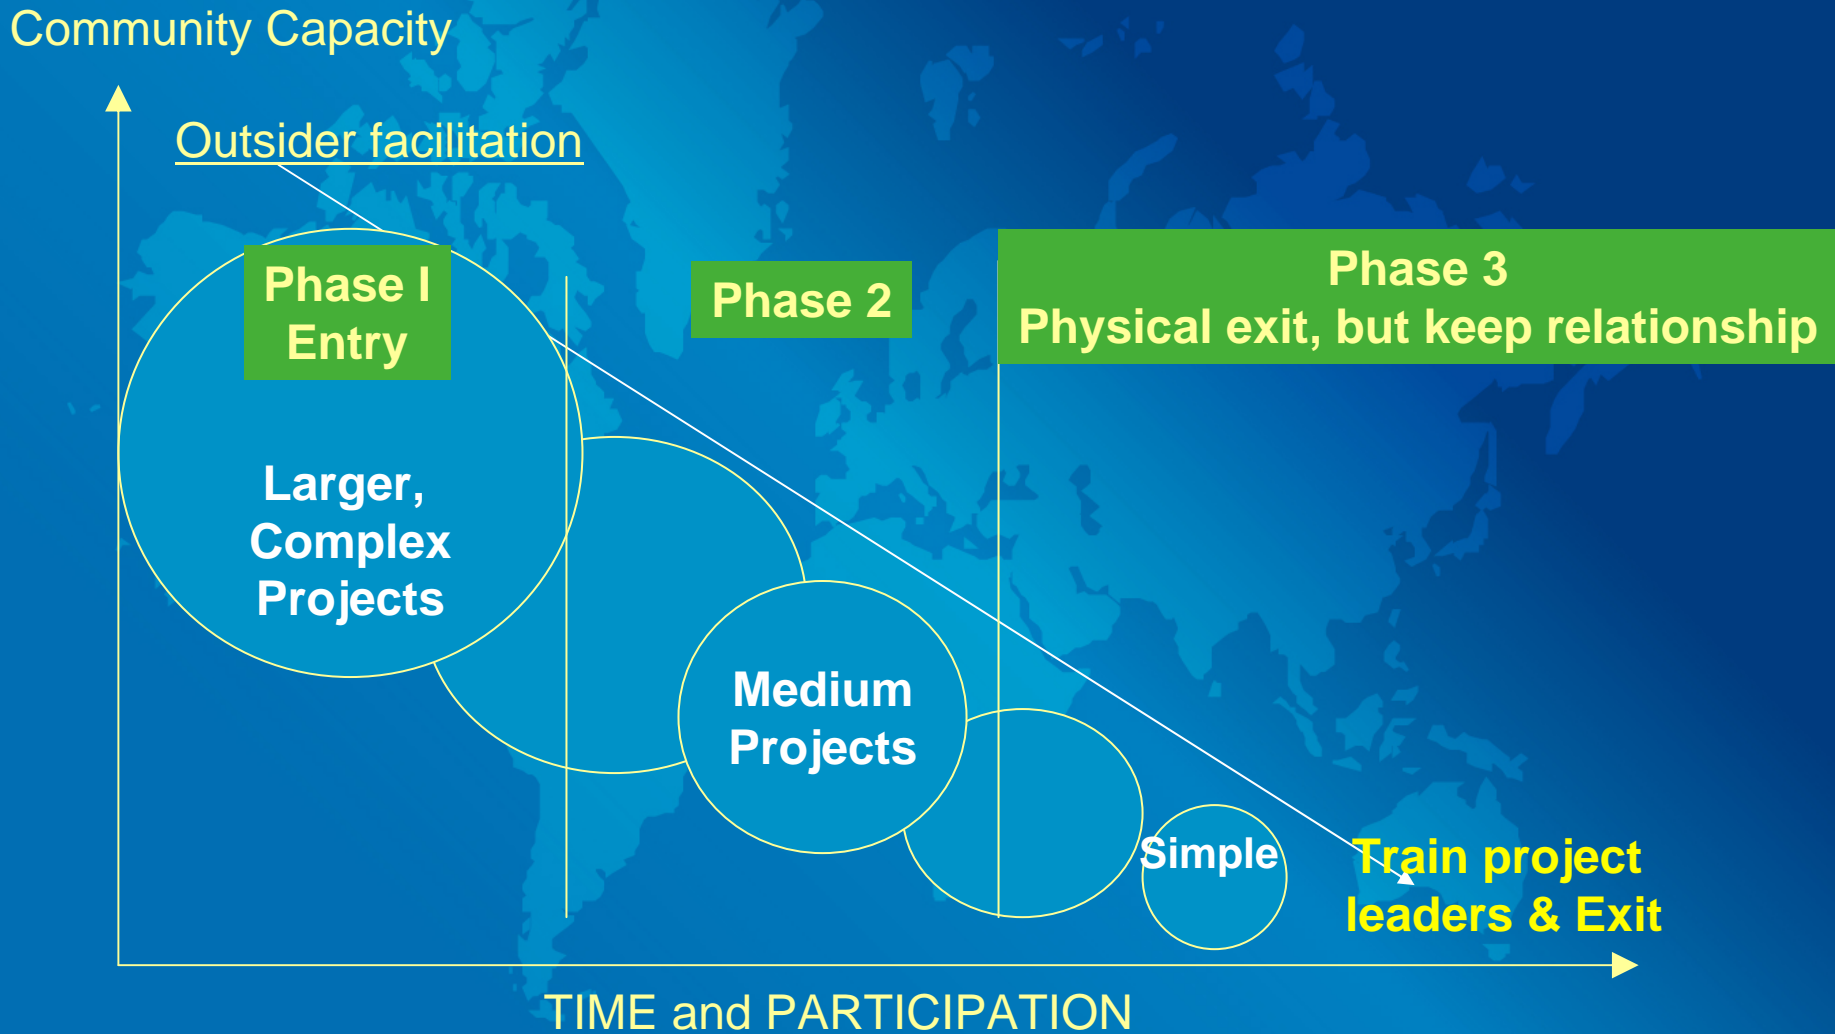 Community Capacity
Outsider facilitation
Phase I
Entry
Phase 2
Phase 3
Physical exit, but keep relationship
Larger,
Complex
Projects
Medium
Projects
Simple
Train project
leaders & Exit
TIME and PARTICIPATION